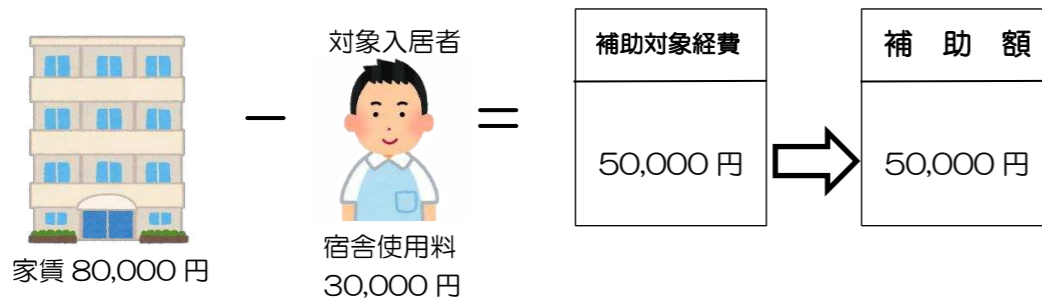 対象入居者
補助対象経費
補 助 額
－
＝
50,000 円
50,000 円
家賃 80,000 円
宿舎使用料
30,000 円